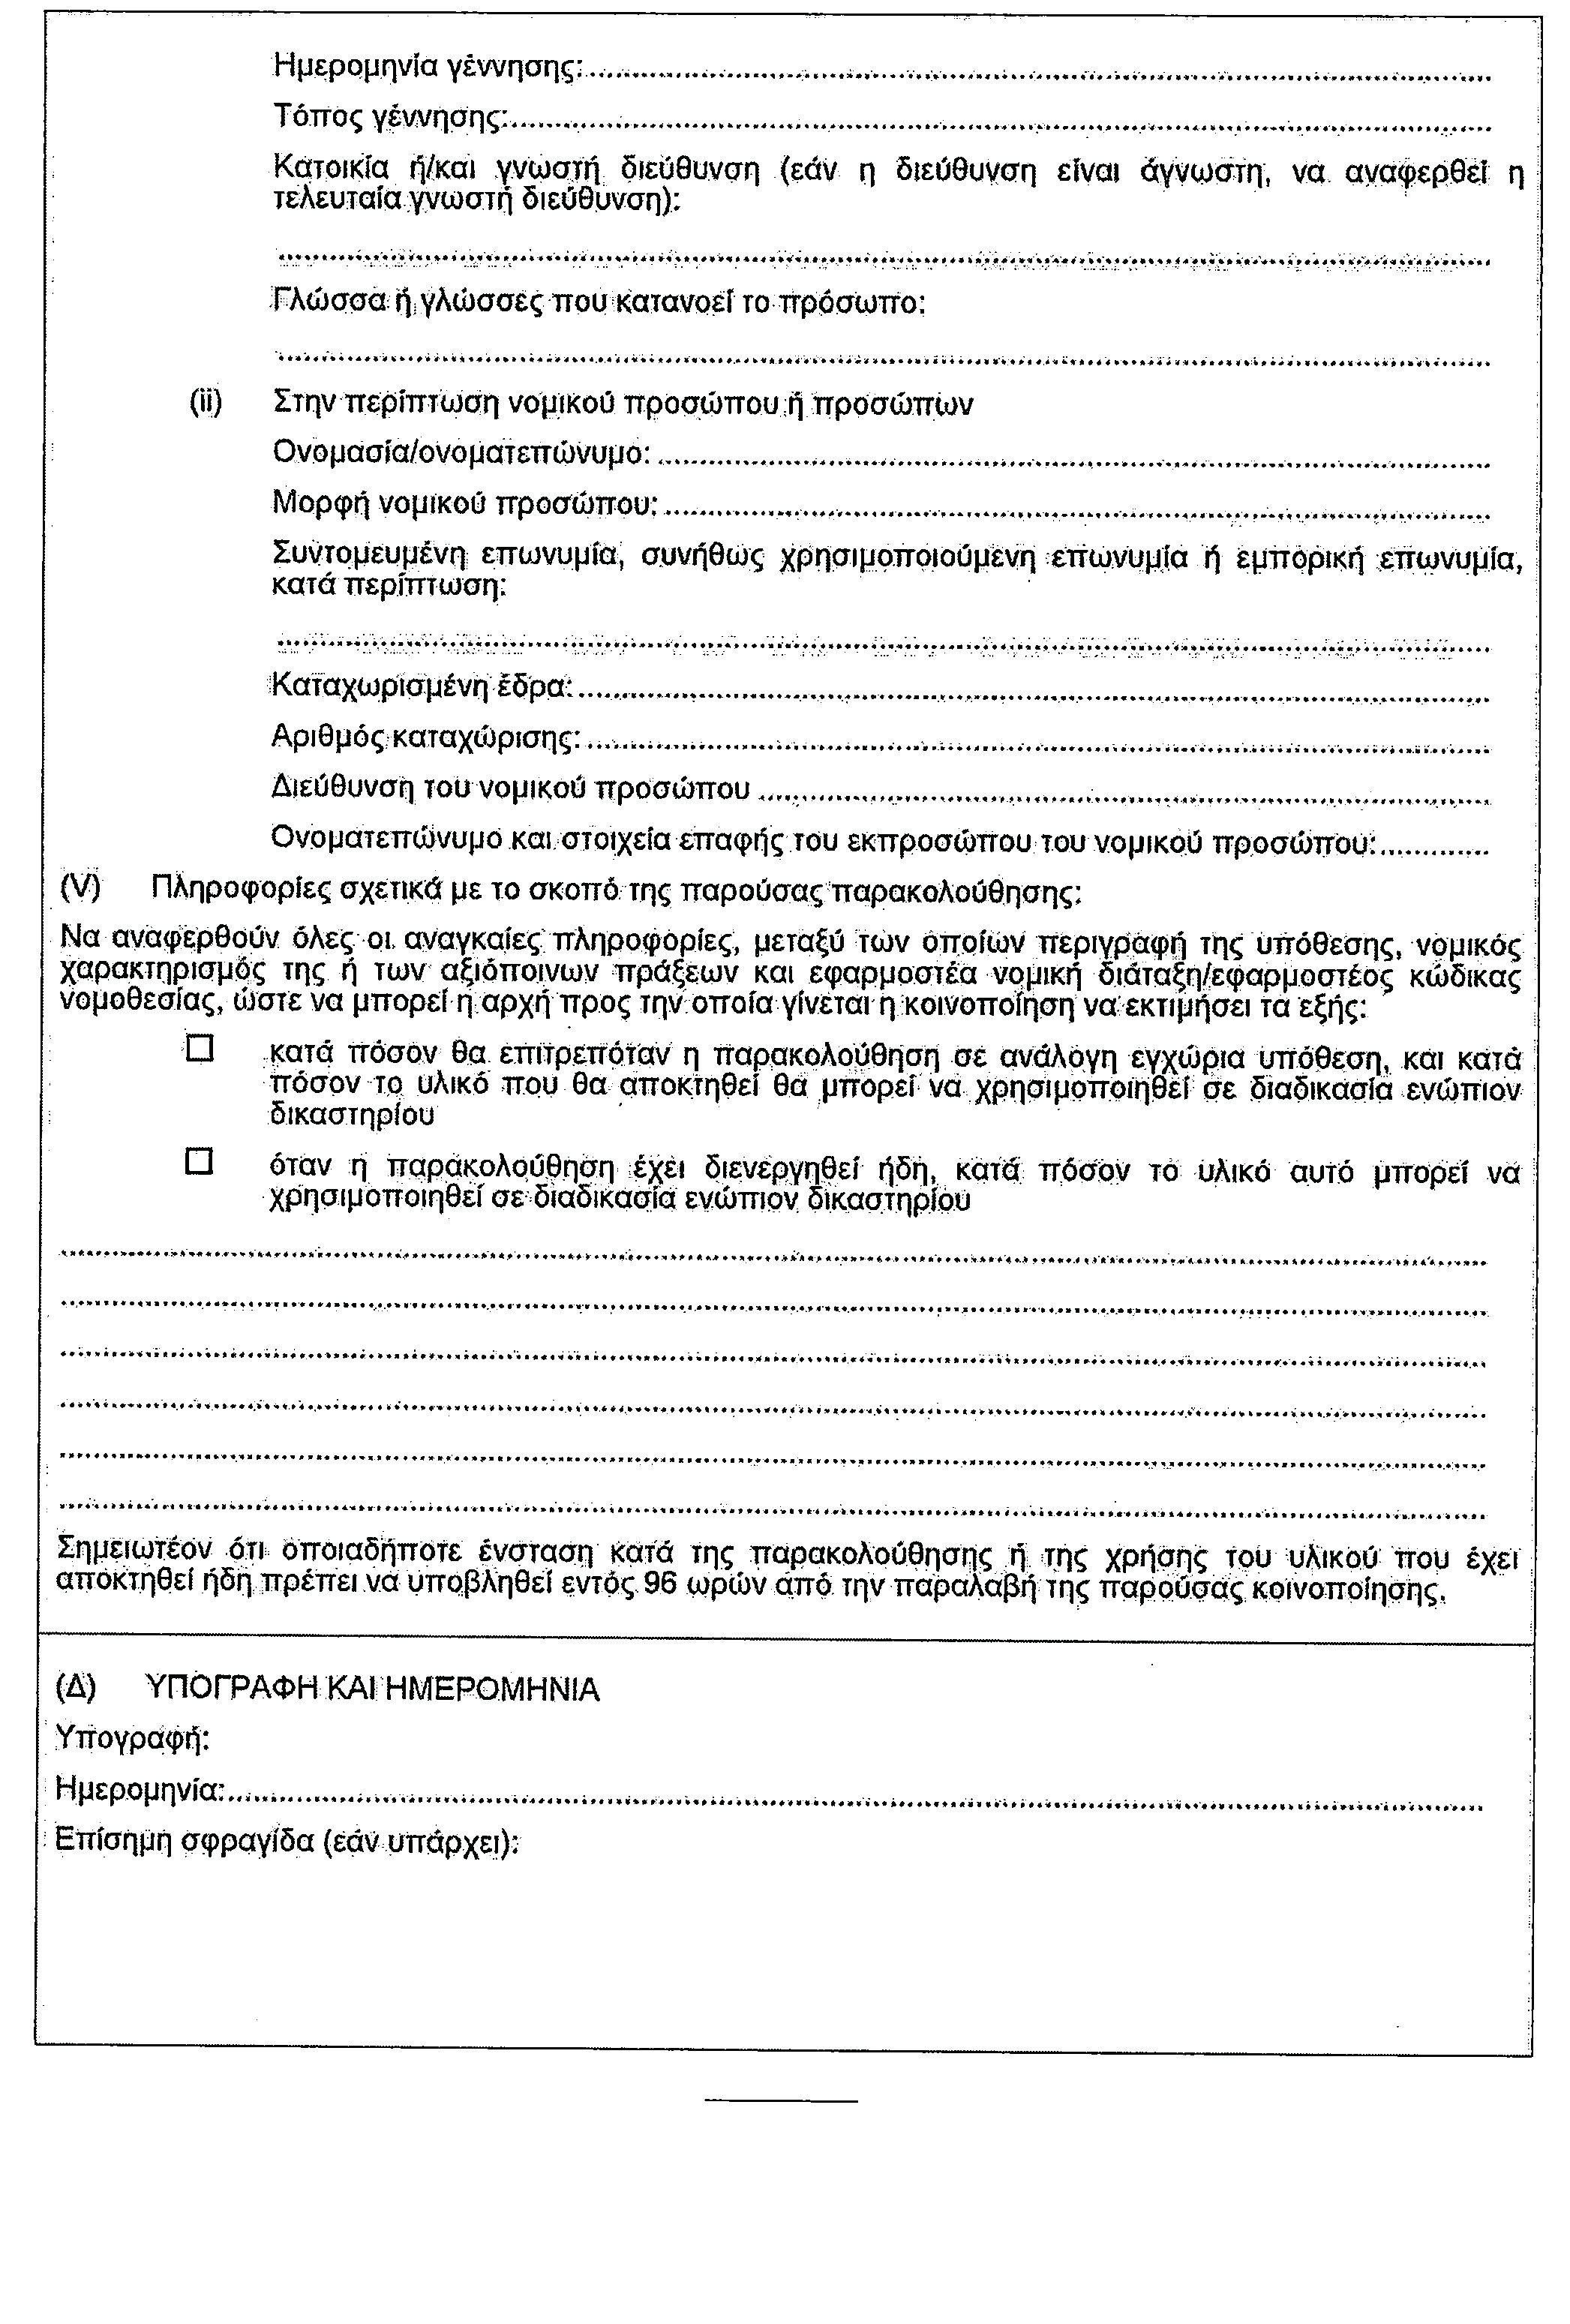 Ημερομηνία γέννησης:..........
Τόπος γέννησης:..........
Κατοικία ή/και γνωστή διεύθυνση (εάν η διεύθυνση είναι άγνωστη, να αναφερθεί η
τελευταία γνωστή διεύθυνση):
..........
Γλώσσα ή γλώσσες που κατανοεί το πρόσωπο:
..........
(ii) Στην περίπτωση νομικού προσώπου ή προσώπων
Ονομασία/ονοματεπώνυμο:..........
Μορφή νομικού προσώπου:..........
Συντομευμένη επωνυμία, συνήθως χρησιμοποιούμενη επωνυμία ή εμπορική επωνυμία,
κατά περίπτωση:
..........
Καταχωρισμένη έδρα:..........
Αριθμός καταχώρισης:..........
Διεύθυνση του νομικού προσώπου ..........
Ονοματεπώνυμο και στοιχεία επαφής του εκπροσώπου του νομικού προσώπου:..........
(V) Πληροφορίες σχετικά με το σκοπό της παρούσας παρακολούθησης:
Να αναφερθούν όλες οι αναγκαίες πληροφορίες, μεταξύ των οποίων περιγραφή της υπόθεσης, νομικός
χαρακτηρισμός της ή των αξιόποινων πράξεων και εφαρμοστέα νομική διάταξη/εφαρμοστέος κώδικας
νομοθεσίας, ώστε να μπορεί η αρχή προς την οποία γίνεται η κοινοποίηση να εκτιμήσει τα εξής:
☐ κατά πόσον θα επιτρεπόταν η παρακολούθηση σε ανάλογη εγχώρια υπόθεση, και κατά
πόσον το υλικό που θα αποκτηθεί θα μπορεί να χρησιμοποιηθεί σε διαδικασία ενώπιον
δικαστηρίου
☐ όταν η παρακολούθηση έχει διενεργηθεί ήδη, κατά πόσον το υλικό αυτό μπορεί να
χρησιμοποιηθεί σε διαδικασία ενώπιον δικαστηρίου
..........
..........
..........
..........
..........
..........
Σημειωτέον ότι οποιαδήποτε ένσταση κατά της παρακολούθησης ή της χρήσης του υλικού που έχει
αποκτηθεί ήδη πρέπει να υποβληθεί εντός 96 ωρών από την παραλαβή της παρούσας κοινοποίησης.
(Δ) ΥΠΟΓΡΑΦΗ ΚΑΙ ΗΜΕΡΟΜΗΝΙΑ
Υπογραφή:
Ημερομηνία:..........
Επίσημη σφραγίδα (εάν υπάρχει):